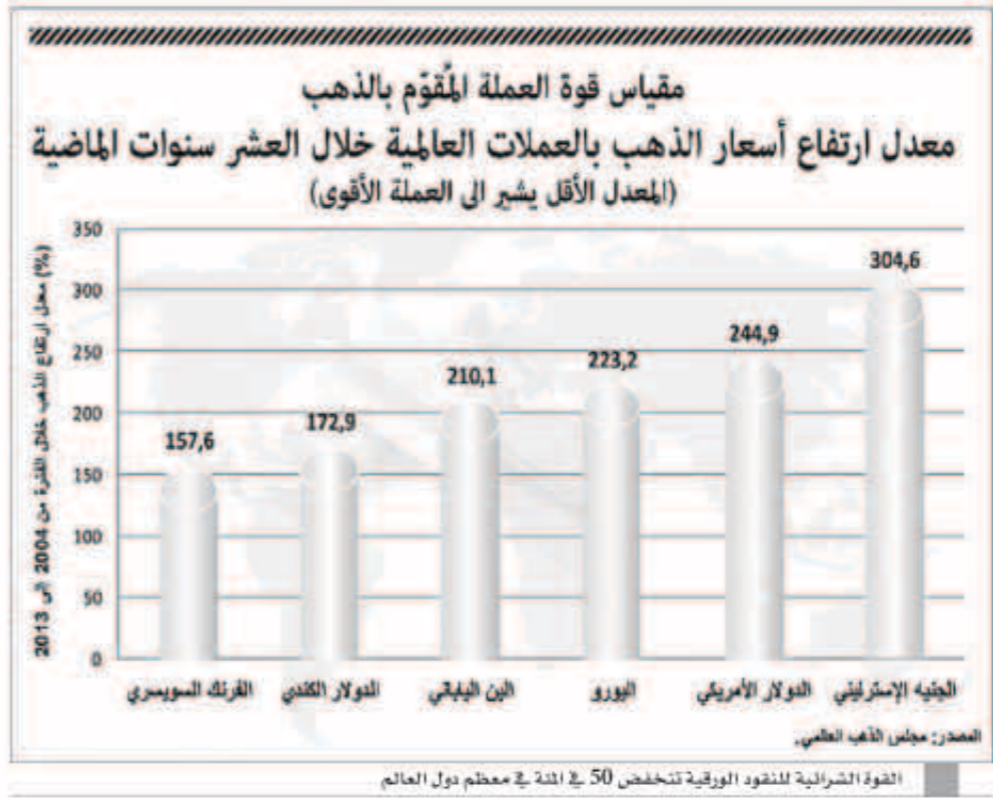 مقياس قوة العملة المُقوّم بالذهب
معدل ارتفاع أسعار الذهب بالعملات العالمية خلال العشر سنوات الماضية
(المعدل الأقل يشير الى العملة الأقوى)
(%) معدل ارتفاع الذهب خلال الفترة من 2004 إلى 2013
350
300
250
200
150
100
50
0
157,6
172,9
210,1
223,2
244,9
304,6
الفرنك السويسري
الدولار الكندي
الين الياباني
اليورو
الدولار الأمريكي
الجنيه الإسترليني
المصدر: مجلس الذهب العالمي.
القوة الشرائية للنقود الورقية تنخفض 50 في المئة في معظم دول العالم